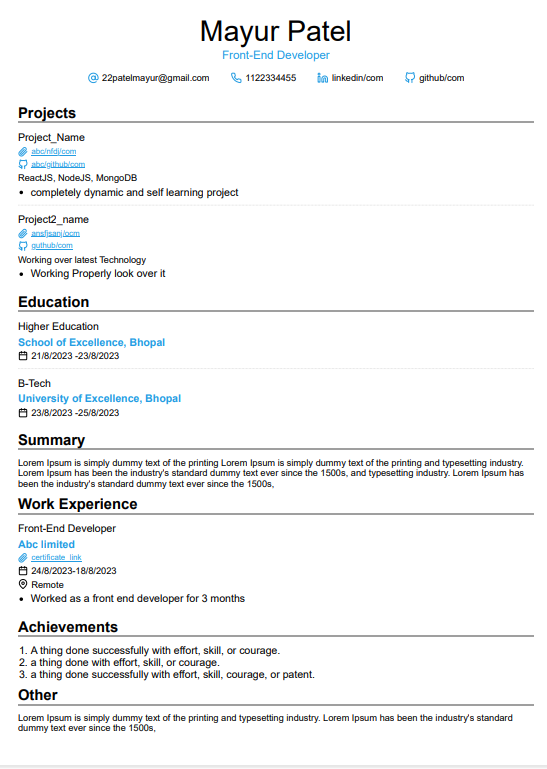 Mayur Patel
Front-End Developer
22patelmayur@gmail.com 1122334455 linkedin/com github/com
Projects
Project_Name
abc/nfdj/com
abc/github/com
ReactJS, NodeJS, MongoDB
• completely dynamic and self learning project
Project2_name
ansfjsanj/ocm
guthub/com
Working over latest Technology
• Working Properly look over it
Education
Higher Education
School of Excellence, Bhopal
21/8/2023 -23/8/2023
B-Tech
University of Excellence, Bhopal
23/8/2023 -25/8/2023
Summary
Lorem Ipsum is simply dummy text of the printing Lorem Ipsum is simply dummy text of the printing and typesetting industry.
Lorem Ipsum has been the industry's standard dummy text ever since the 1500s, and typesetting industry. Lorem Ipsum has
been the industry's standard dummy text ever since the 1500s,
Work Experience
Front-End Developer
Abc limited
certificate_link
24/8/2023-18/8/2023
Remote
• Worked as a front end developer for 3 months
Achievements
1. A thing done successfully with effort, skill, or courage.
2. a thing done with effort, skill, or courage.
3. a thing done successfully with effort, skill, courage, or patent.
Other
Lorem Ipsum is simply dummy text of the printing and typesetting industry. Lorem Ipsum has been the industry's standard
dummy text ever since the 1500s,